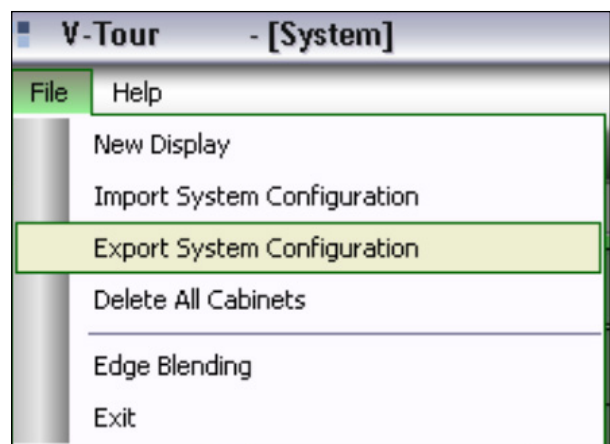 V-Tour - [System]
File Help
New Display
Import System Configuration
Export System Configuration
Delete All Cabinets
Edge Blending
Exit